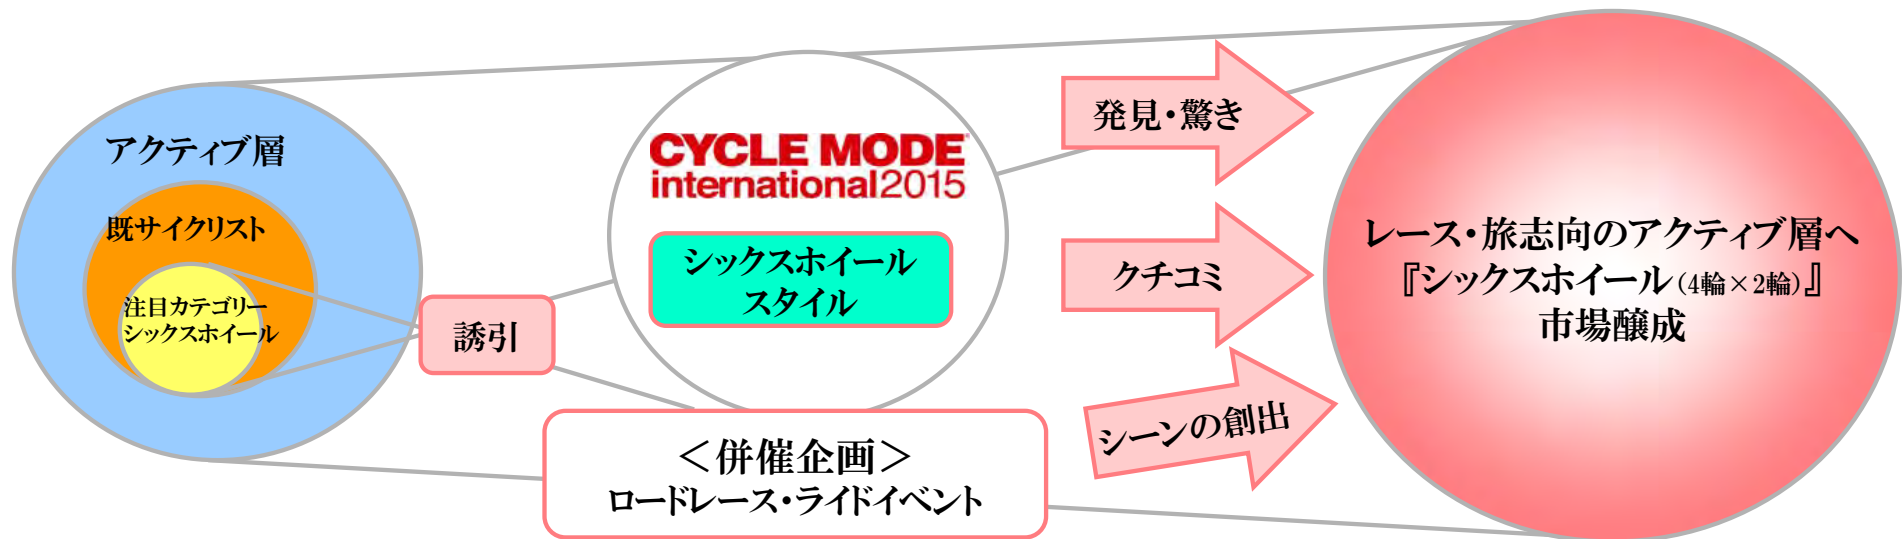 アクティブ層
既サイクリスト
注目カテゴリー
シックスホイール
誘引
CYCLE MODE
international2015
シックスホイール
スタイル
＜併催企画＞
ロードレース・ライドイベント
発見・驚き
クチコミ
シーンの創出
レース・旅志向のアクティブ層へ
『シックスホイール（4輪×2輪）』
市場醸成